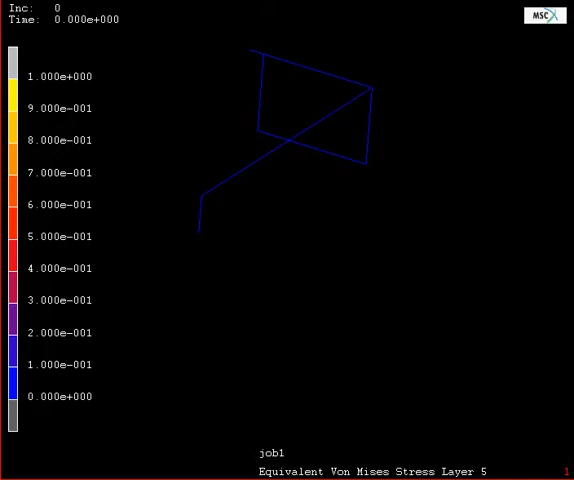 Inc: 0
Time: 0.000e+000
MSC
1.000e+000
9.000e-001
8.000e-001
7.000e-001
6.000e-001
5.000e-001
4.000e-001
3.000e-001
2.000e-001
1.000e-001
0.000e+000
job1
Equivalent Von Mises Stress Layer 5
1